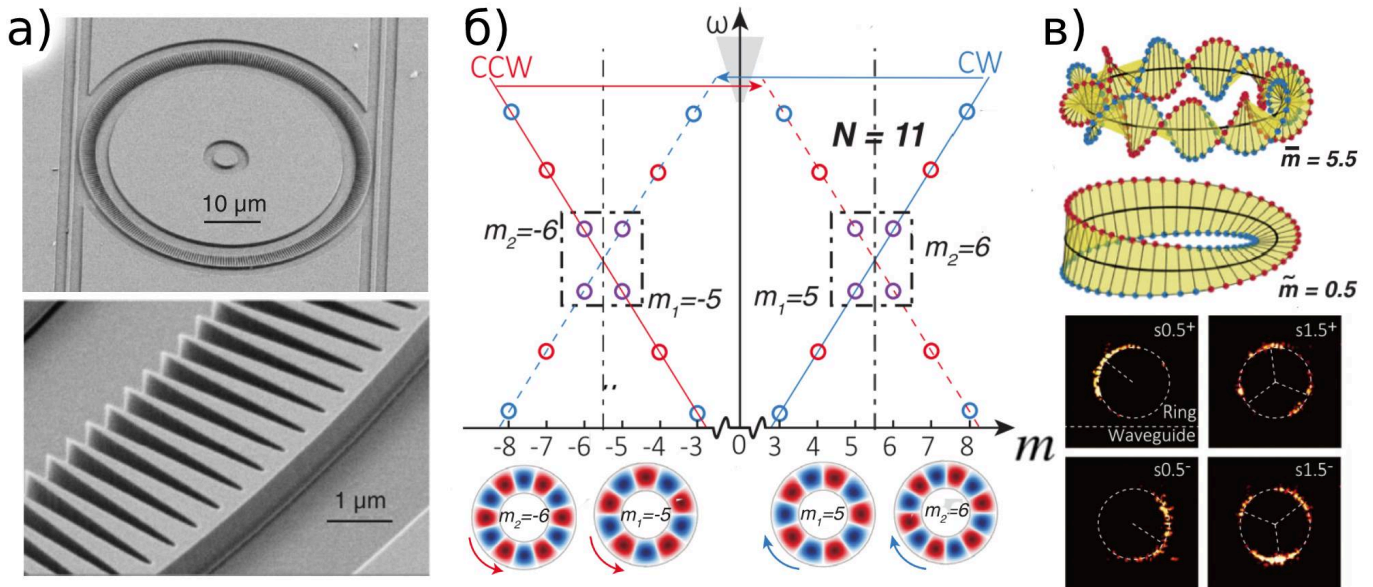 а)
10 µm
1 µm
б)
ω
CCW
CW
N = 11
m₂=-6
m₁=-5
m₁=5
m₂=6
-8 -7 -6 -5 -4 -3 0 3 4 5 6 7 8
m
m₂=-6
m₁=-5
m₁=5
m₂=6
в)
m̅ = 5.5
m̃ = 0.5
s0.5⁺
Ring
Waveguide
s1.5⁺
s0.5⁻
s1.5⁻